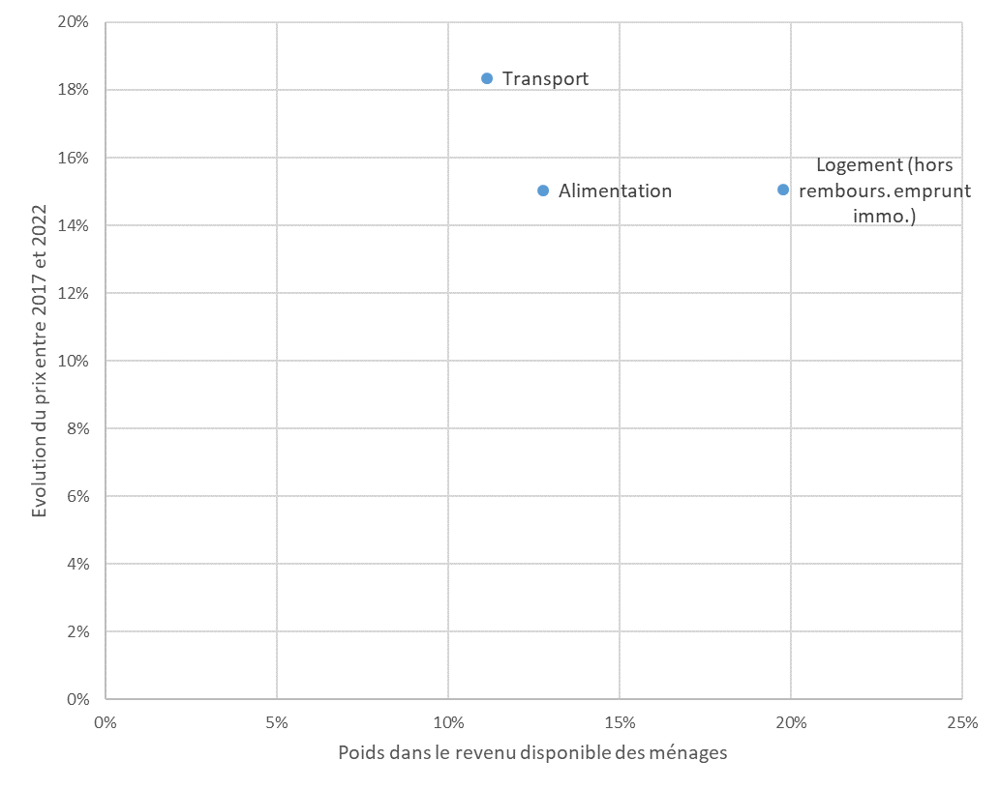 20%
18%
16%
14%
12%
10%
8%
6%
4%
2%
0%
Evolution du prix entre 2017 et 2022
Transport
Alimentation
Logement (hors
rembours. emprunt
immo.)
0%
5%
10%
15%
20%
25%
Poids dans le revenu disponible des ménages